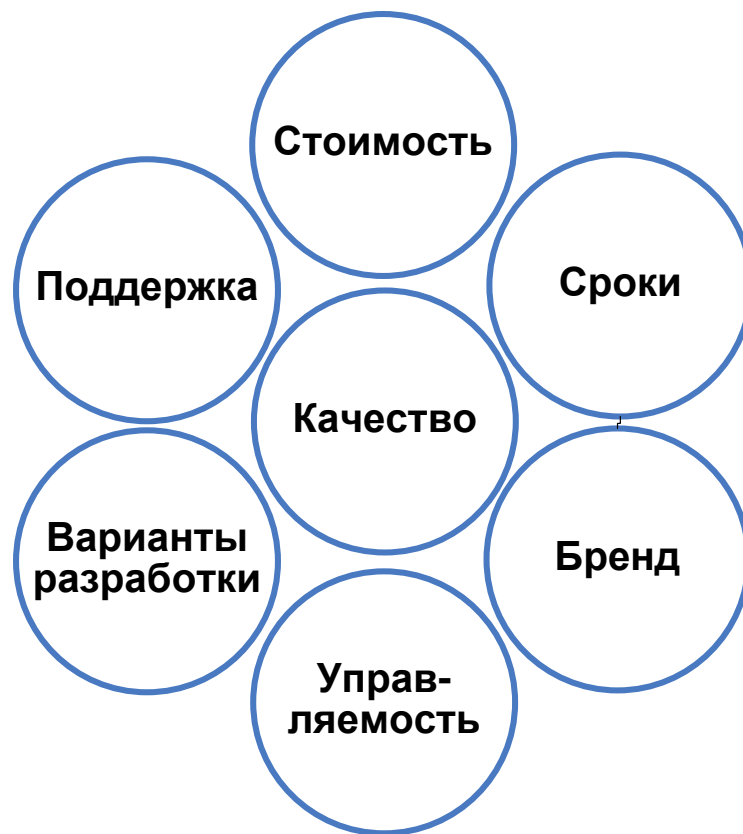 Стоимость
Поддержка
Сроки
Качество
Варианты
разработки
Бренд
Управ-
ляемость